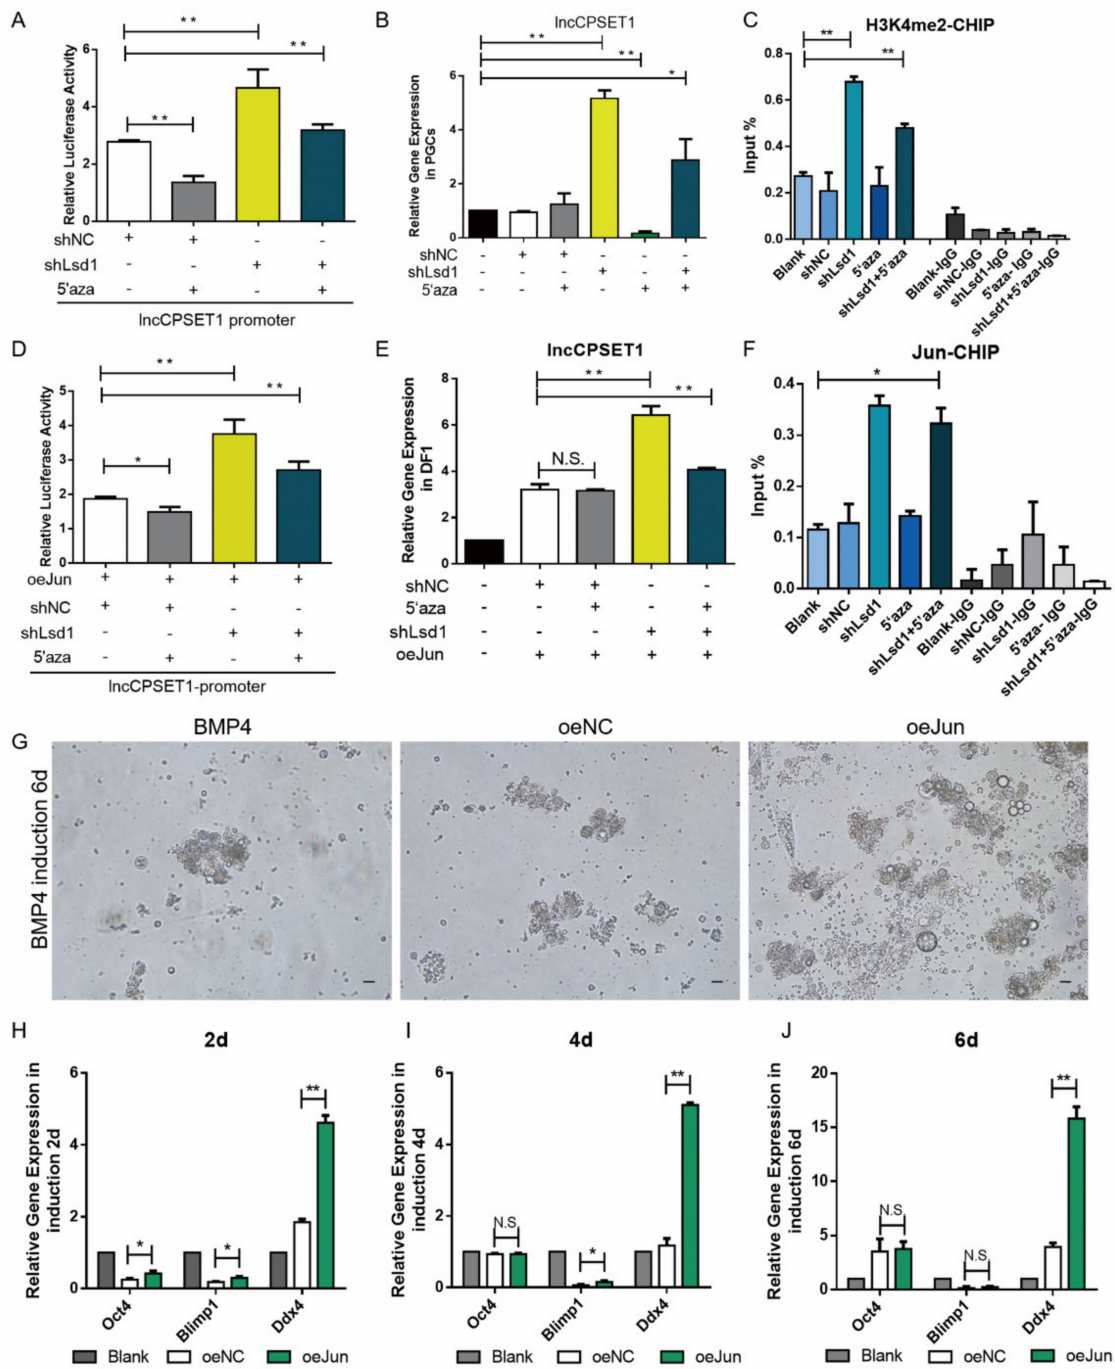 A
* *
* *
* *
Relative Luciferase Activity
6
4
2
0
shNC + + - -
shLsd1 - - + +
5'aza - + - +
lncCPSET1 promoter
B
lncCPSET1
* *
* *
*
Relative Gene Expression
in PGCs
6
4
2
0
shNC - + + - - -
shLsd1 - - - + - +
5'aza - - + - + +
C
H3K4me2-CHIP
**
**
Input %
0.8
0.6
0.4
0.2
0.0
Blank
shNC
shLsd1
5'aza
shLsd1+5'aza
Blank-IgG
shNC-IgG
shLsd1-IgG
5'aza- IgG
shLsd1+5'aza-IgG
D
* *
* *
*
Relative Luciferase Activity
5
4
3
2
1
0
oeJun + + + +
shNC + + - -
shLsd1 - - + +
5'aza - + - +
lncCPSET1-promoter
E
lncCPSET1
* *
* *
N.S.
Relative Gene Expression
in DF1
8
6
4
2
0
shNC - + + - -
5'aza - - + - +
shLsd1 - - - + +
oeJun - + + + +
F
Jun-CHIP
*
Input %
0.4
0.3
0.1
0.0
Blank
shNC
shLsd1
5'aza
shLsd1+5'aza
Blank-IgG
shNC-IgG
shLsd1-IgG
5'aza- IgG
shLsd1+5'aza-IgG
G
BMP4
oeNC
oeJun
BMP4 induction 6d
H
2d
Relative Gene Expression in
induction 2d
6
4
2
0
*
*
**
Oct4
Blimp1
Ddx4
Blank oeNC oeJun
I
4d
Relative Gene Expression in
induction 4d
6
4
2
0
N.S
*
**
Oct4
Blimp1
Ddx4
Blank oeNC oeJun
J
6d
Relative Gene Expression in
induction 6d
20
15
10
5
0
N.S
N.S
**
Oct4
Blimp1
Ddx4
Blank oeNC oeJun